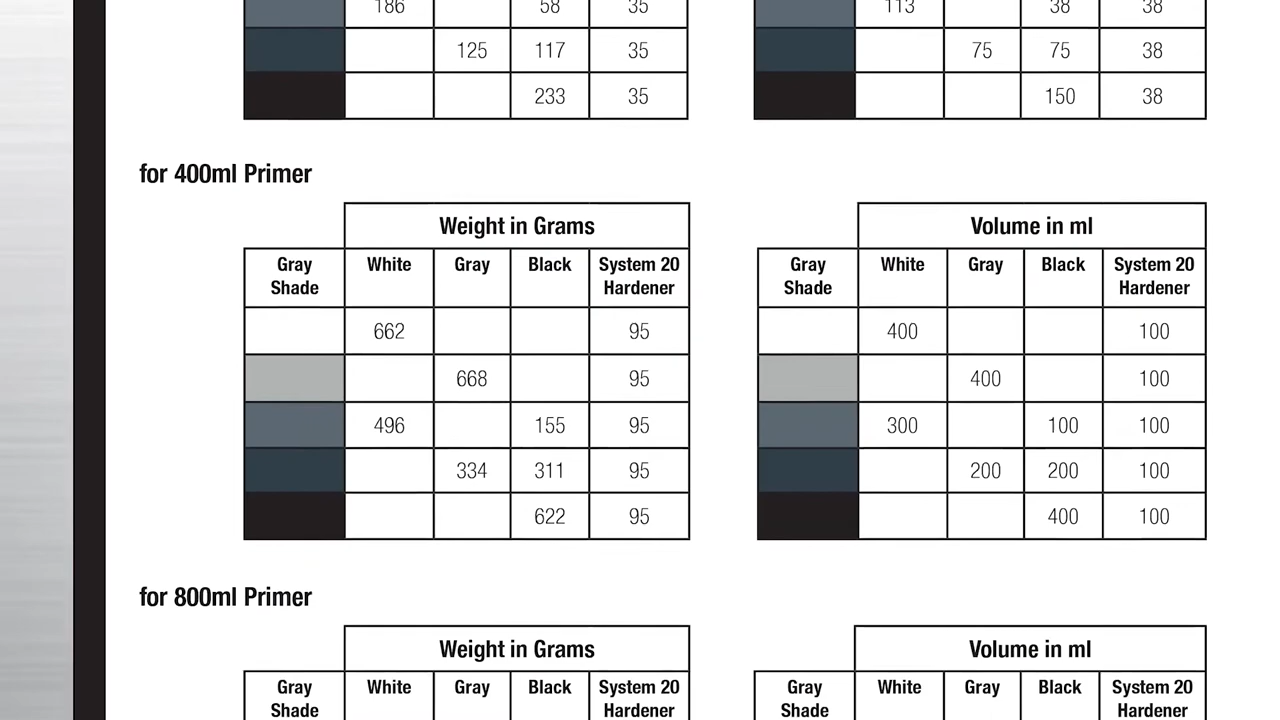 186 58 35 113 38 38
125 117 35 75 75 38
233 35 150 38
for 400ml Primer
Weight in Grams Volume in ml
Gray Shade White Gray Black System 20 Hardener Gray Shade White Gray Black System 20 Hardener
662 95 400 100
668 95 400 100
496 155 95 300 100 100
334 311 95 200 200 100
622 95 400 100
for 800ml Primer
Weight in Grams Volume in ml
Gray Shade White Gray Black System 20 Hardener Gray Shade White Gray Black System 20 Hardener